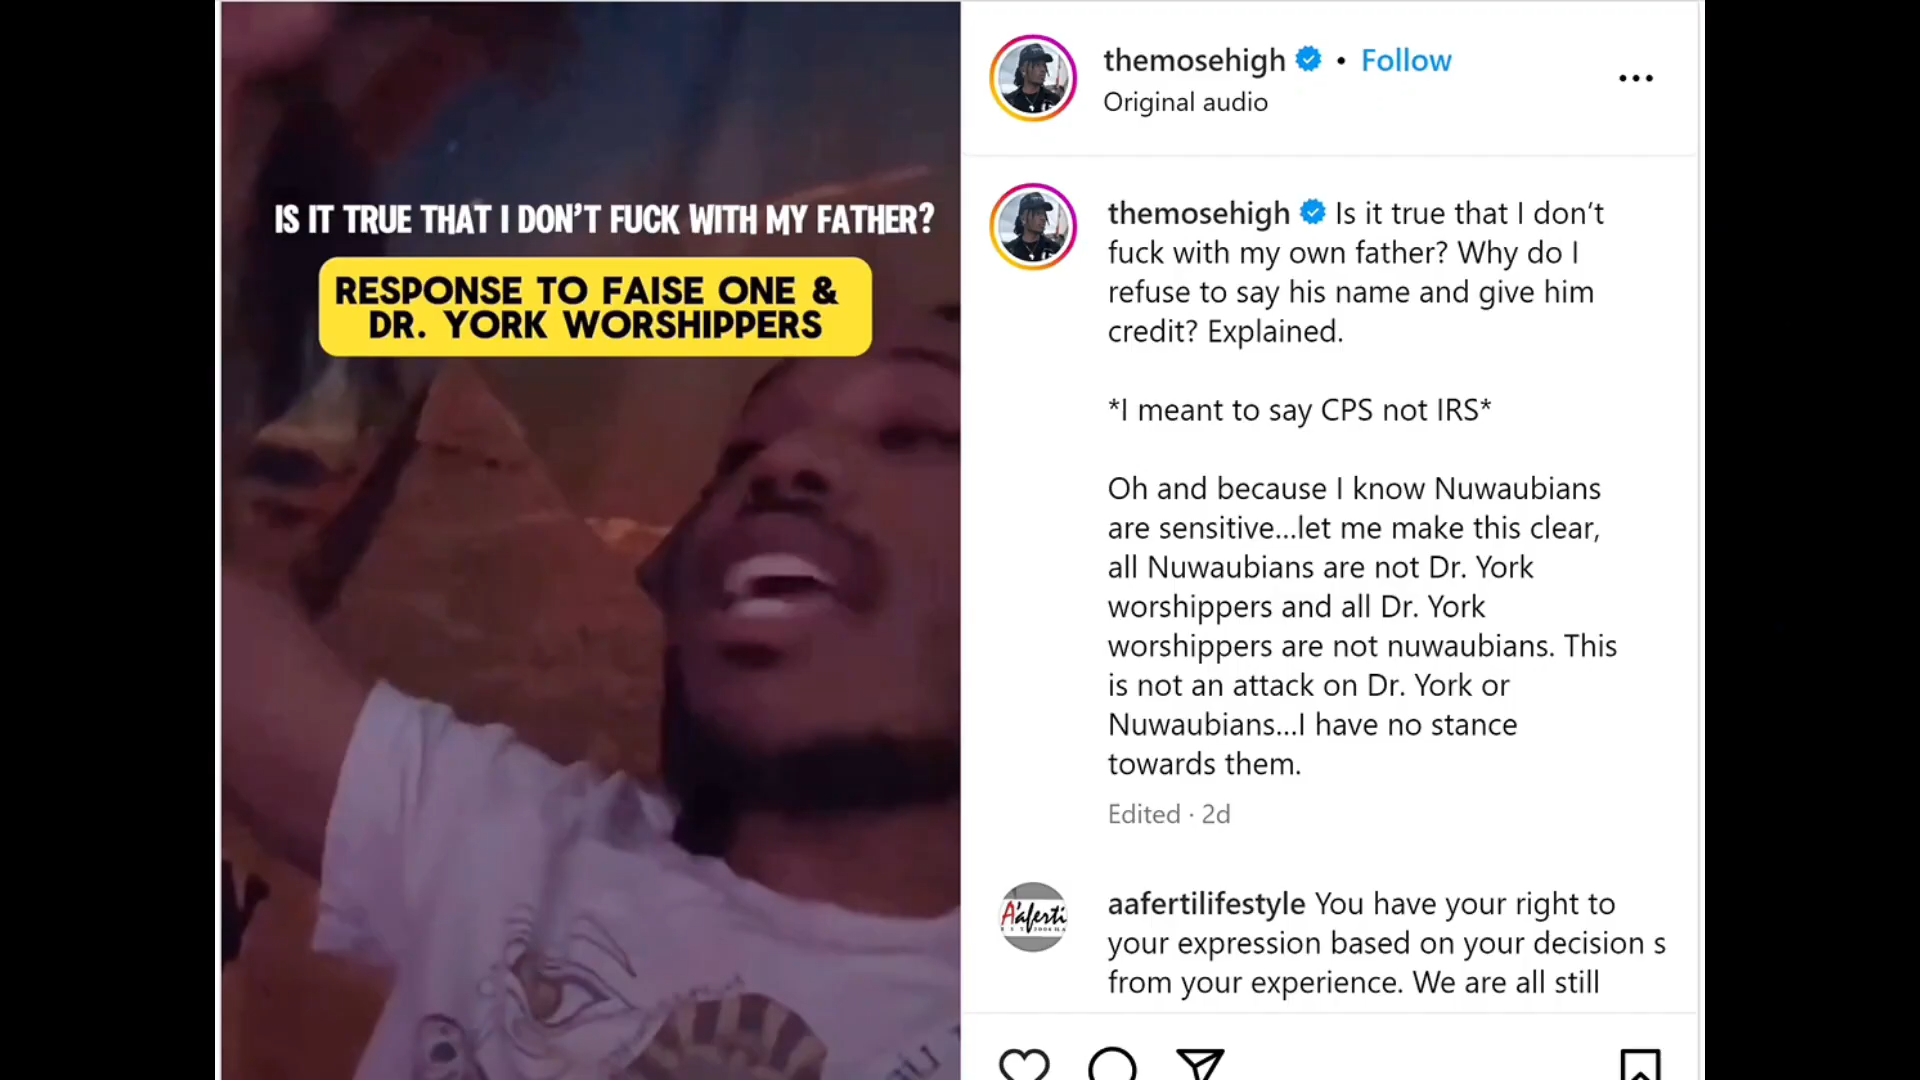 IS IT TRUE THAT I DON'T FUCK WITH MY FATHER?
RESPONSE TO FAISE ONE &
DR. YORK WORSHIPPERS
themosehigh • Follow
Original audio
themosehigh Is it true that I don't
fuck with my own father? Why do I
refuse to say his name and give him
credit? Explained.
*I meant to say CPS not IRS*
Oh and because I know Nuwaubians
are sensitive...let me make this clear,
all Nuwaubians are not Dr. York
worshippers and all Dr. York
worshippers are not nuwaubians. This
is not an attack on Dr. York or
Nuwaubians...I have no stance
towards them.
Edited · 2d
A'aferti
aafertilifestyle You have your right to
your expression based on your decision s
from your experience. We are all still